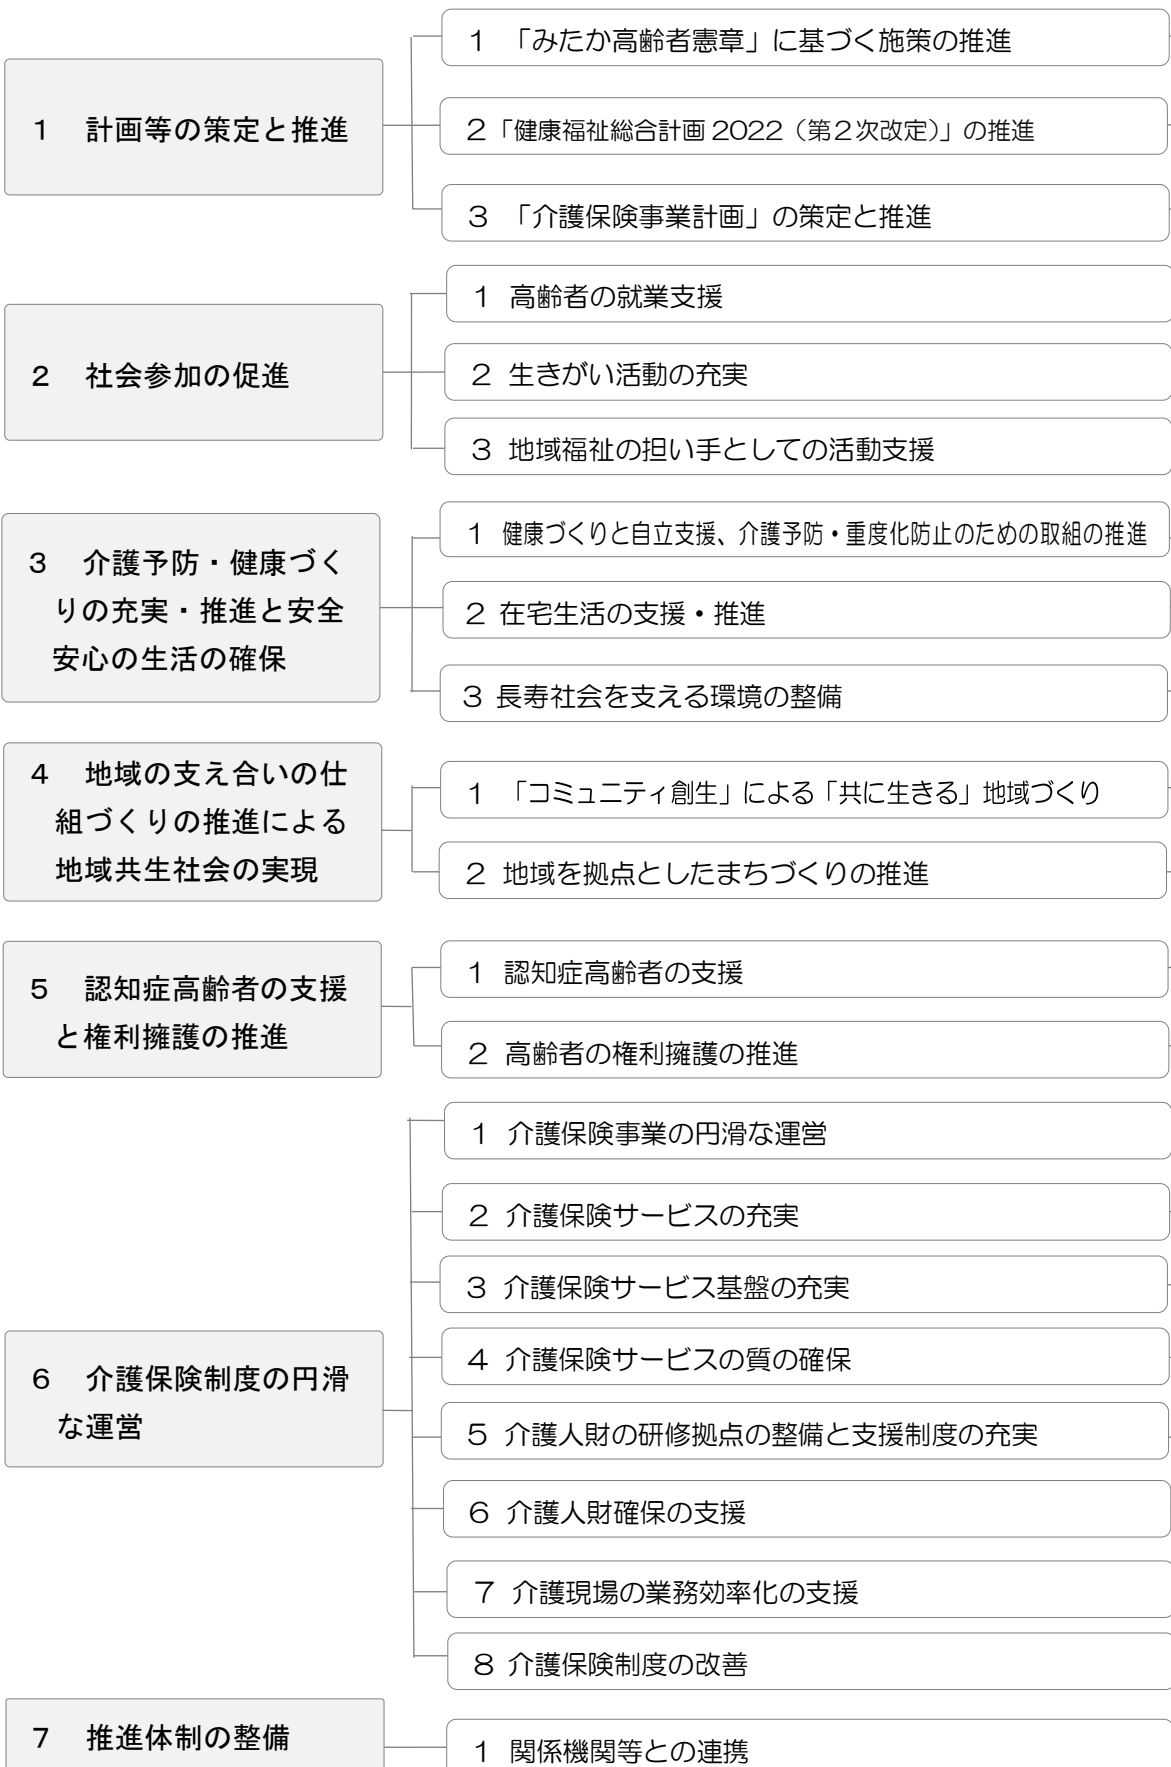 1　計画等の策定と推進
1　「みたか高齢者憲章」に基づく施策の推進
2「健康福祉総合計画2022（第2次改定）」の推進
3　「介護保険事業計画」の策定と推進
2　社会参加の促進
1　高齢者の就業支援
2　生きがい活動の充実
3　地域福祉の担い手としての活動支援
3　介護予防・健康づく
りの充実・推進と安全
安心の生活の確保
1　健康づくりと自立支援、介護予防・重度化防止のための取組の推進
2　在宅生活の支援・推進
3　長寿社会を支える環境の整備
4　地域の支え合いの仕
組づくりの推進による
地域共生社会の実現
1　「コミュニティ創生」による「共に生きる」地域づくり
2　地域を拠点としたまちづくりの推進
5　認知症高齢者の支援
と権利擁護の推進
1　認知症高齢者の支援
2　高齢者の権利擁護の推進
6　介護保険制度の円滑
な運営
1　介護保険事業の円滑な運営
2　介護保険サービスの充実
3　介護保険サービス基盤の充実
4　介護保険サービスの質の確保
5　介護人財の研修拠点の整備と支援制度の充実
6　介護人財確保の支援
7　介護現場の業務効率化の支援
8　介護保険制度の改善
7　推進体制の整備
1　関係機関等との連携